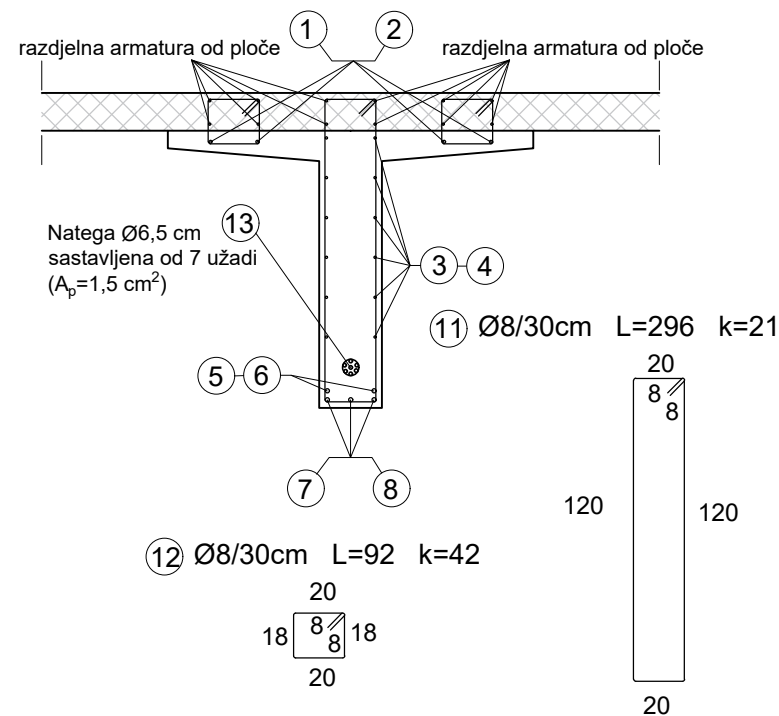 1 2
razdjelna armatura od ploče razdjelna armatura od ploče
Natega Ø6,5 cm 13
sastavljena od 7 užadi
(Aₚ=1,5 cm²)
3 4
11 Ø8/30cm L=296 k=21
20
8
8
120 120
20
5 6
7 8
12 Ø8/30cm L=92 k=42
20
18 8 18
8
20